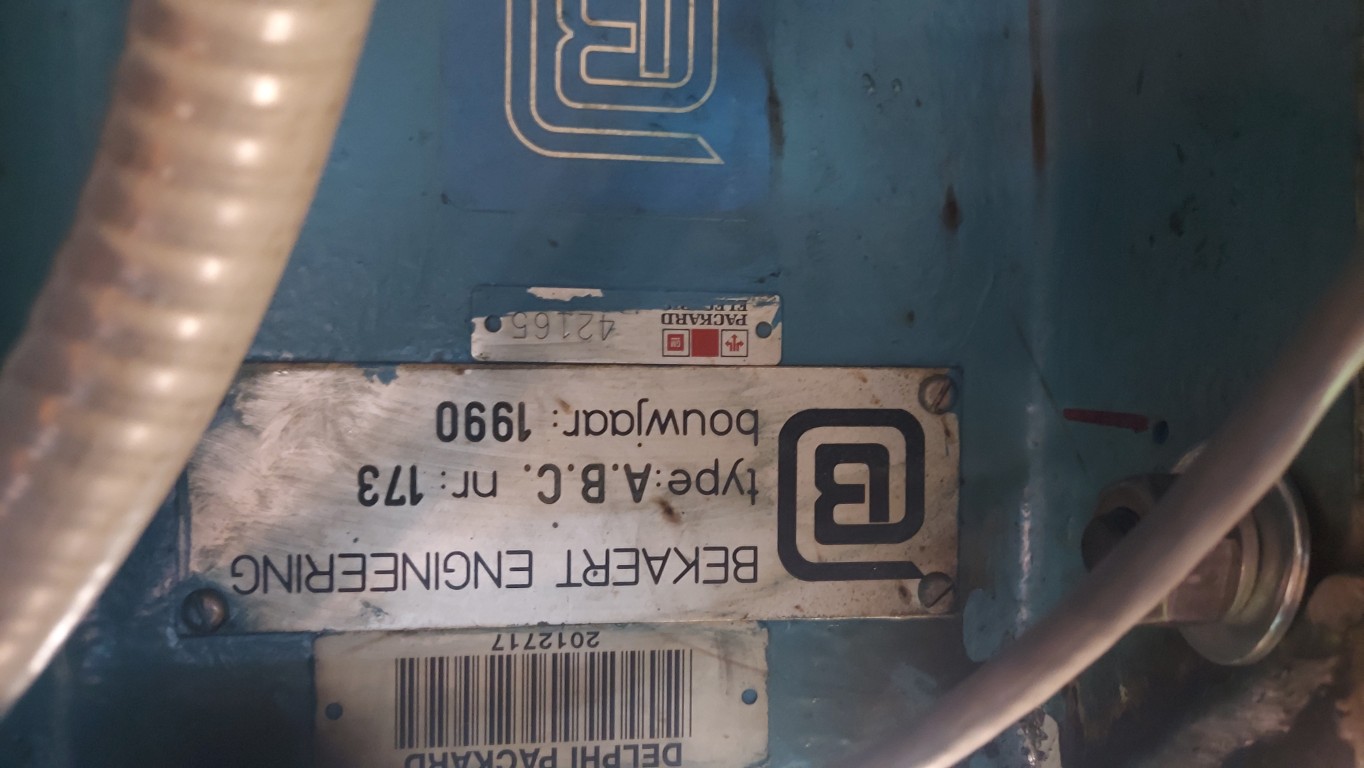 DELPHI PACKARD
2012717
BEKAERT ENGINEERING
type: A.B.C. nr: 173
bouwjaar: 1990
PACKARD
42165